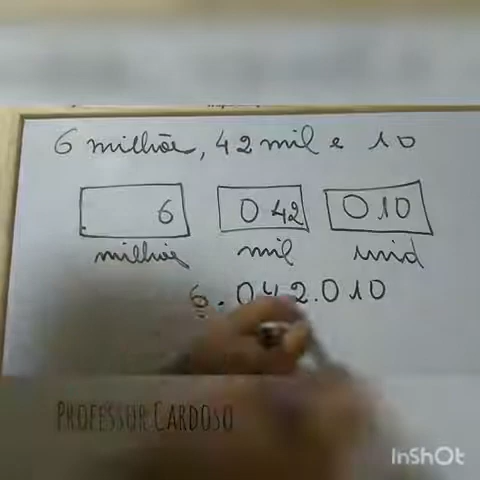 6 milhões, 42 mil e 10
6 042 010
milhões mil unid
6.042.010
PROFESSOR CARDOSO
InShOt